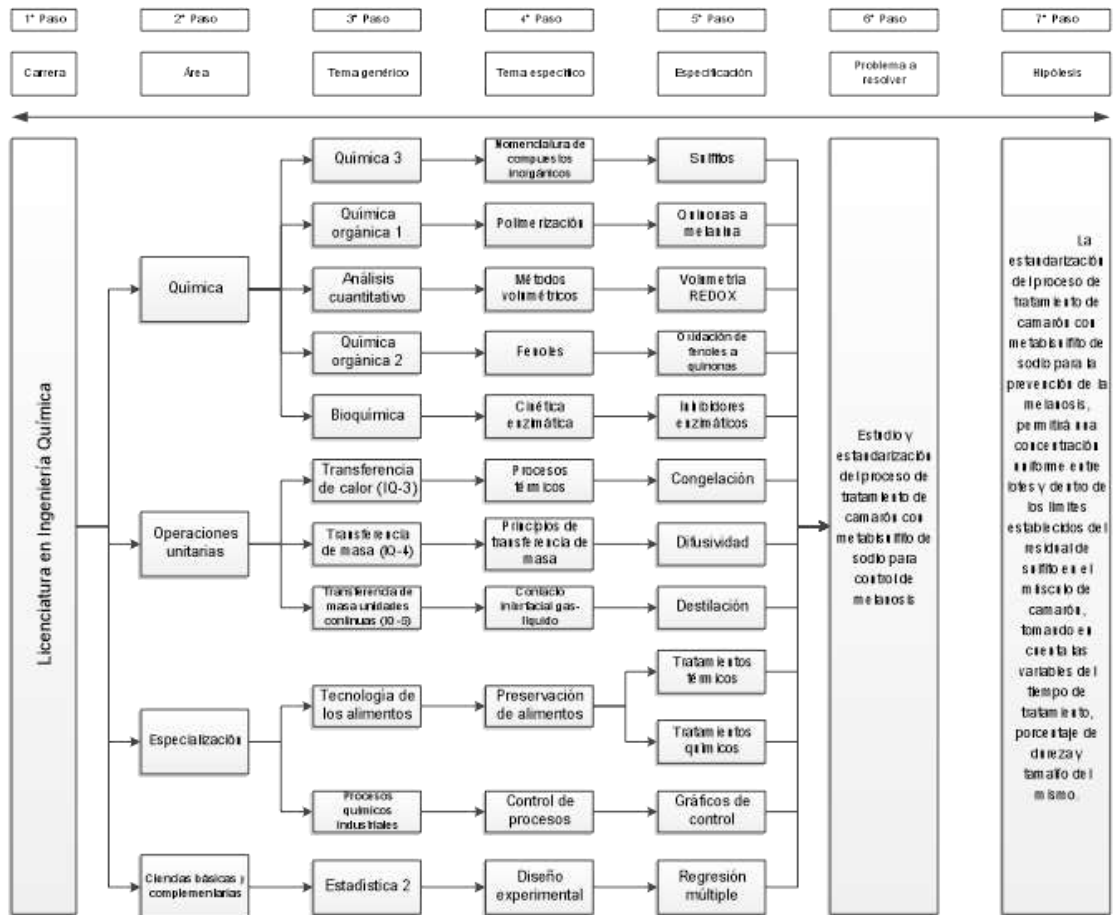 1° Paso
2° Paso
3° Paso
4° Paso
5° Paso
6° Paso
7° Paso
Carrera
Área
Tema genérico
Tema específico
Especificación
Problema a
resolver
Hipótesis
Licenciatura en Ingeniería Química
Química
Química 3
Nomenclatura de
compuestos
inorgánicos
Sulfitos
Química
orgánica 1
Polimerización
Quinonas a
melanina
Análisis
cuantitativo
Métodos
volumétricos
Volumetría
REDOX
Química
orgánica 2
Fenoles
Oxidación de
fenoles a
quinonas
Bioquímica
Cinética
enzimática
Inhibidores
enzimáticos
Operaciones
unitarias
Transferencia
de calor (IQ-3)
Procesos
térmicos
Congelación
Transferencia
de masa (IQ-4)
Principios de
transferencia de
masa
Difusividad
Transferencia de
masa unidades
continuas (IQ-5)
Contacto
interfacial gas-
líquido
Destilación
Especialización
Tecnología de
los alimentos
Preservación
de alimentos
Tratamientos
térmicos
Tratamientos
químicos
Procesos
químicos
industriales
Control de
procesos
Gráficos de
control
Ciencias básicas y
complementarias
Estadística 2
Diseño
experimental
Regresión
múltiple
Estudio y
estandarización
del proceso de
tratamiento de
camarón con
metabisulfito de
sodio para
control de
melanosis
La
estandarización
del proceso de
tratamiento de
camarón con
metabisulfito de
sodio para la
prevención de la
melanosis,
permitirá una
concentración
uniforme entre
lotes y dentro de
los límites
establecidos del
residual de
sulfito en el
músculo de
camarón,
tomando en
cuenta las
variables del
tiempo de
tratamiento,
porcentaje de
dureza y
tamaño del
mismo.